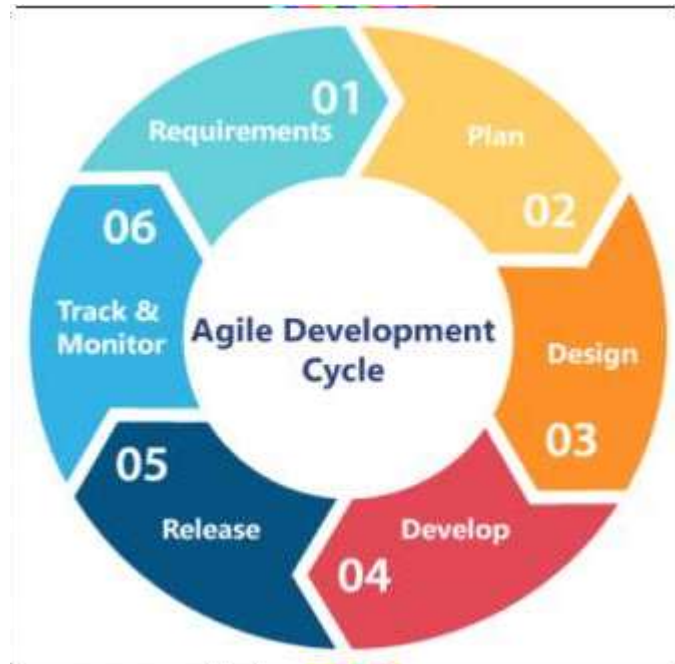 01
Requirements
Plan
02
Design
03
Develop
04
05
Release
06
Track &
Monitor
Agile Development
Cycle